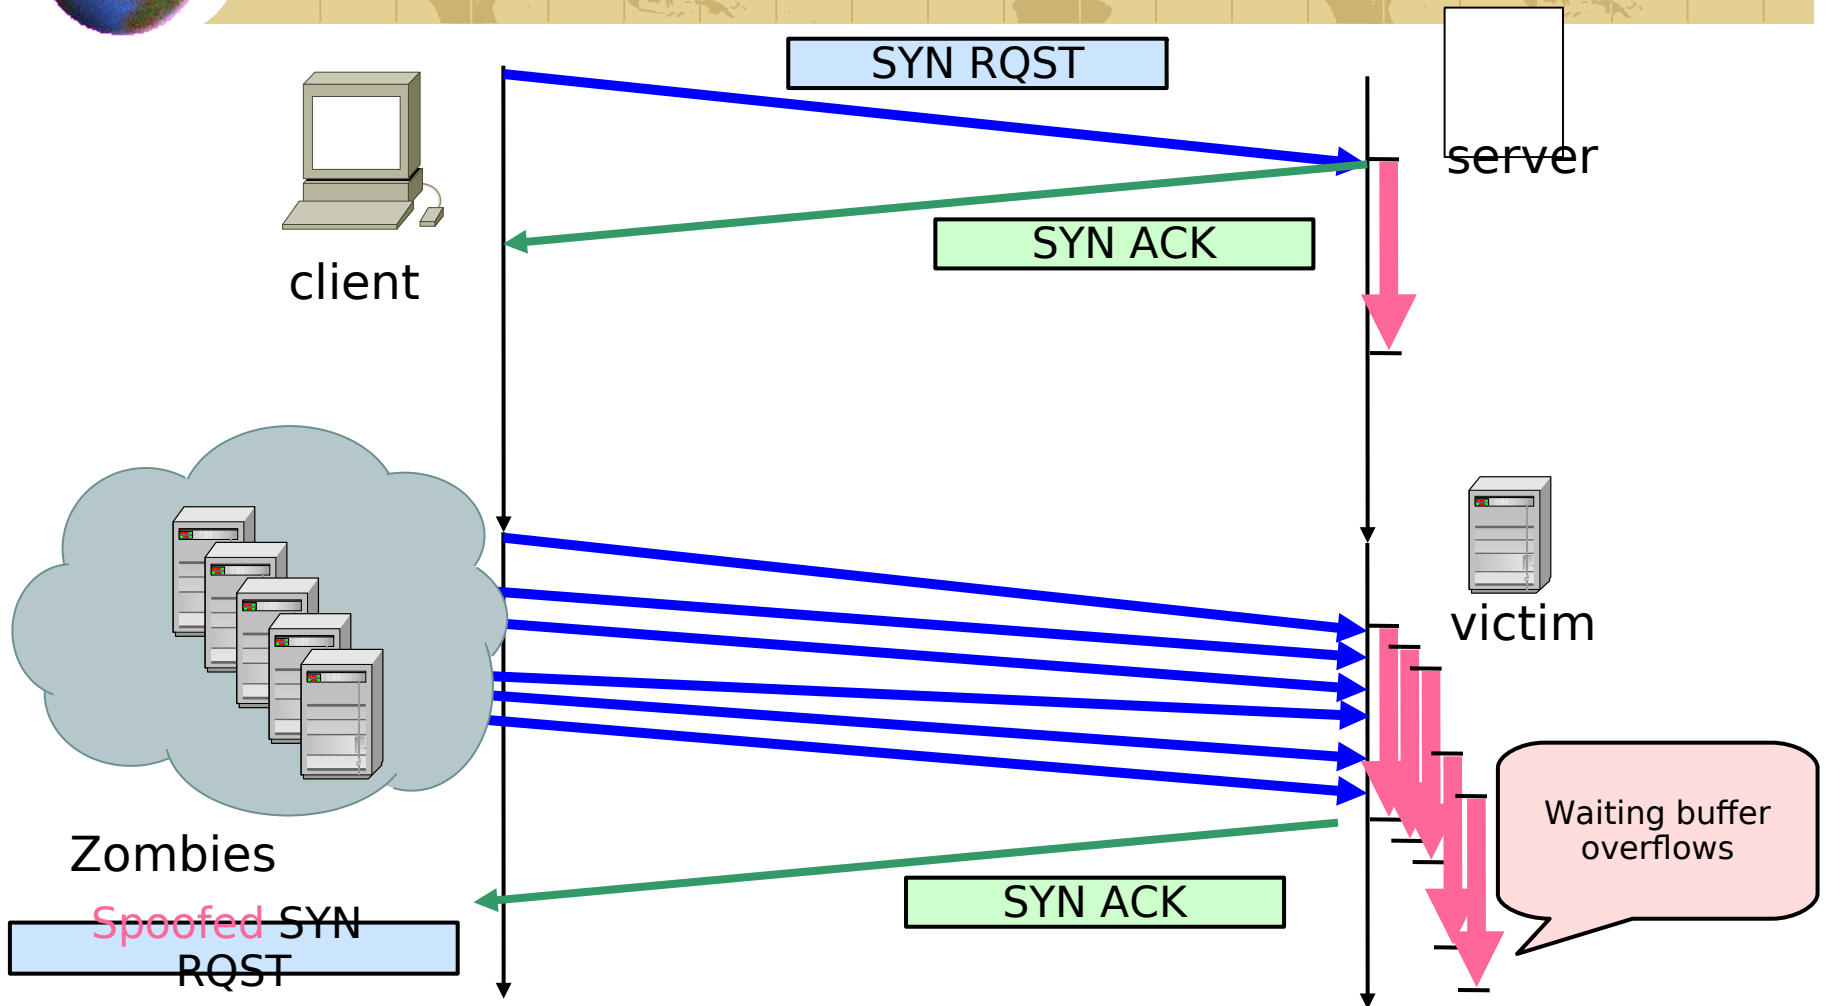 SYN RQST
server
SYN ACK
client
victim
Waiting buffer
overflows
Zombies
SYN ACK
Spoofed SYN
RQST